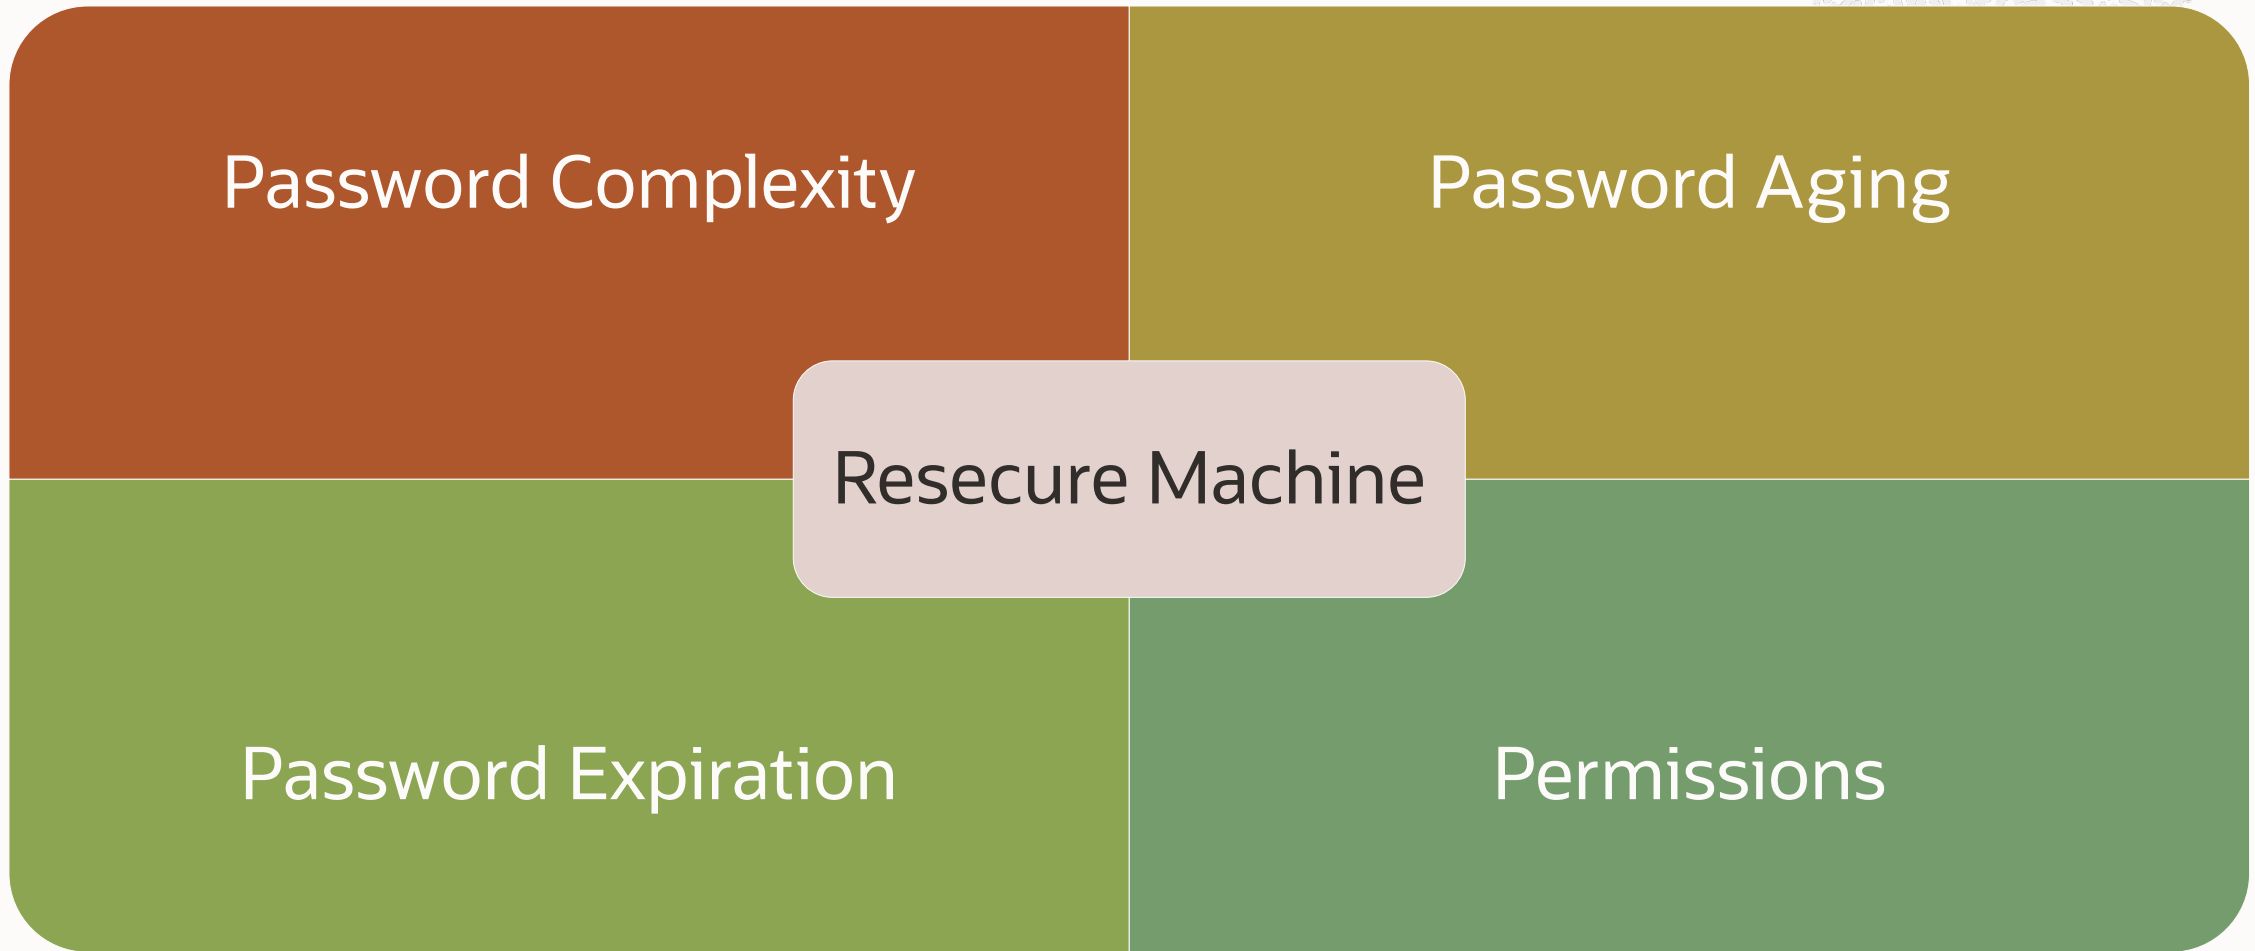 Password Complexity
Password Aging
Resecure Machine
Password Expiration
Permissions